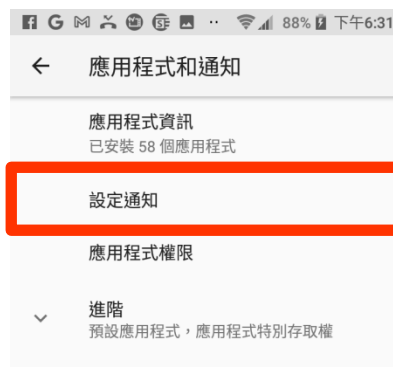 88% 下午6:31
應用程式和通知
應用程式資訊
已安裝 58 個應用程式
設定通知
應用程式權限
進階
預設應用程式，應用程式特別存取權